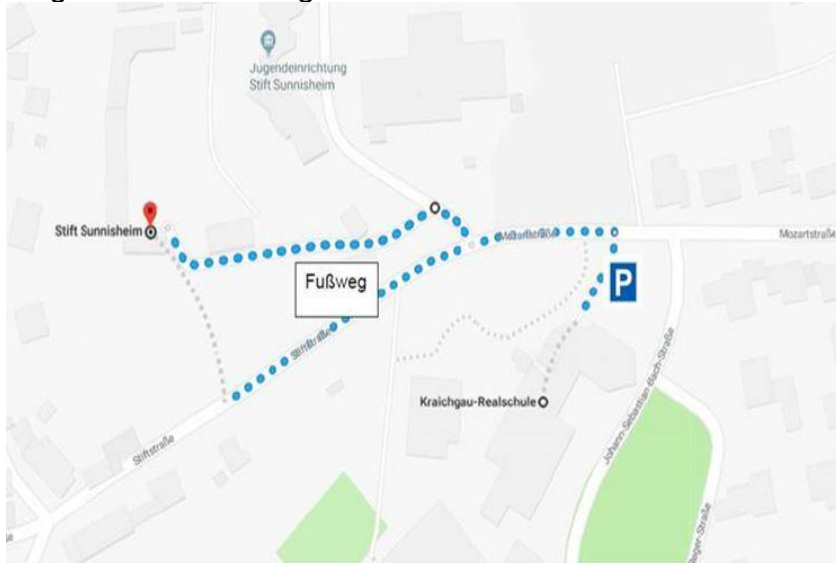 Jugendeinrichtung
Stift Sunnisheim
Stift Sunnisheim
Mozartstraße
Mozartstraße
P
Fußweg
Stiftstraße
Kraichgau-Realschule
Johann-Sebastian-Bach-Straße
Stiftstraße